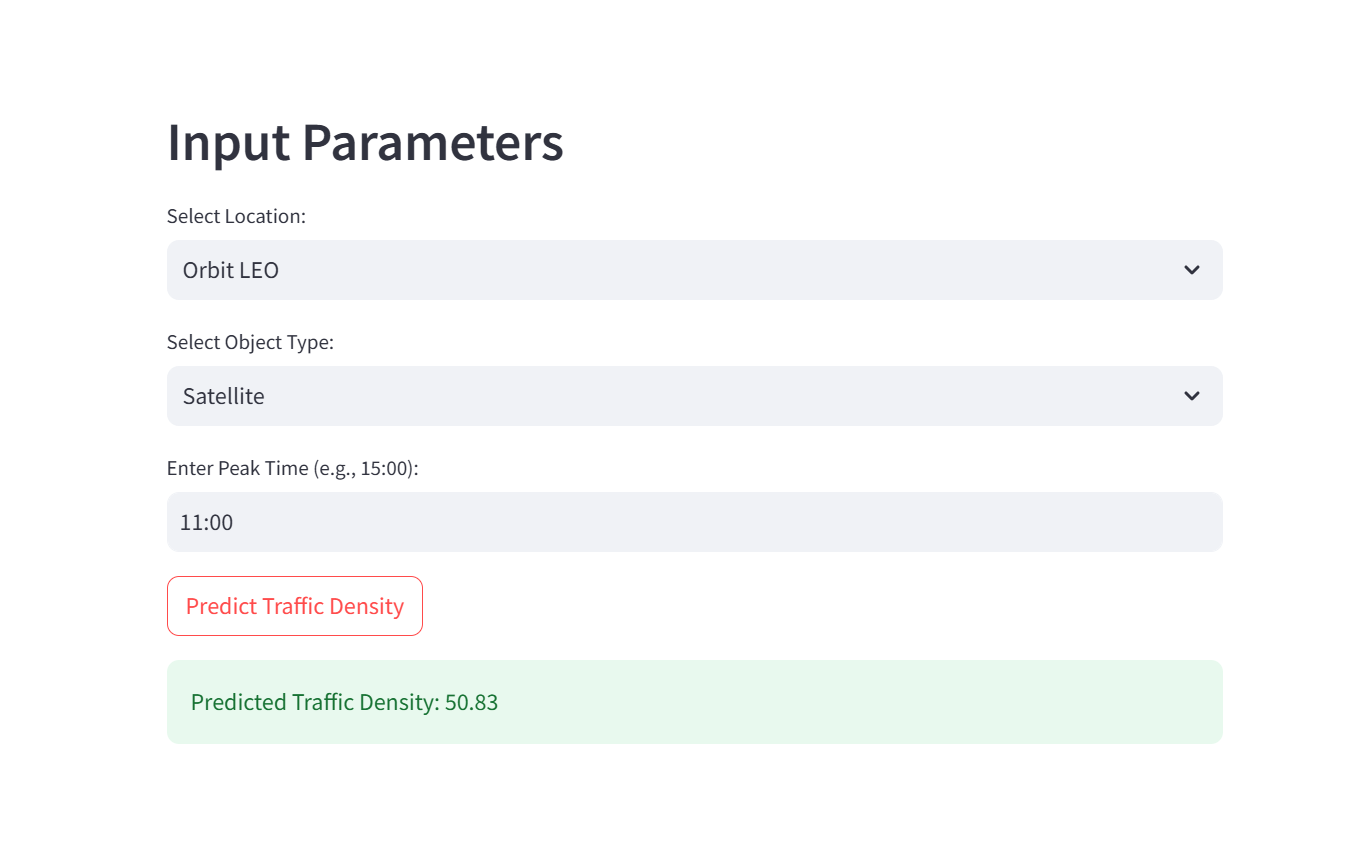 Input Parameters
Select Location:
Orbit LEO
Select Object Type:
Satellite
Enter Peak Time (e.g., 15:00):
11:00
Predict Traffic Density
Predicted Traffic Density: 50.83